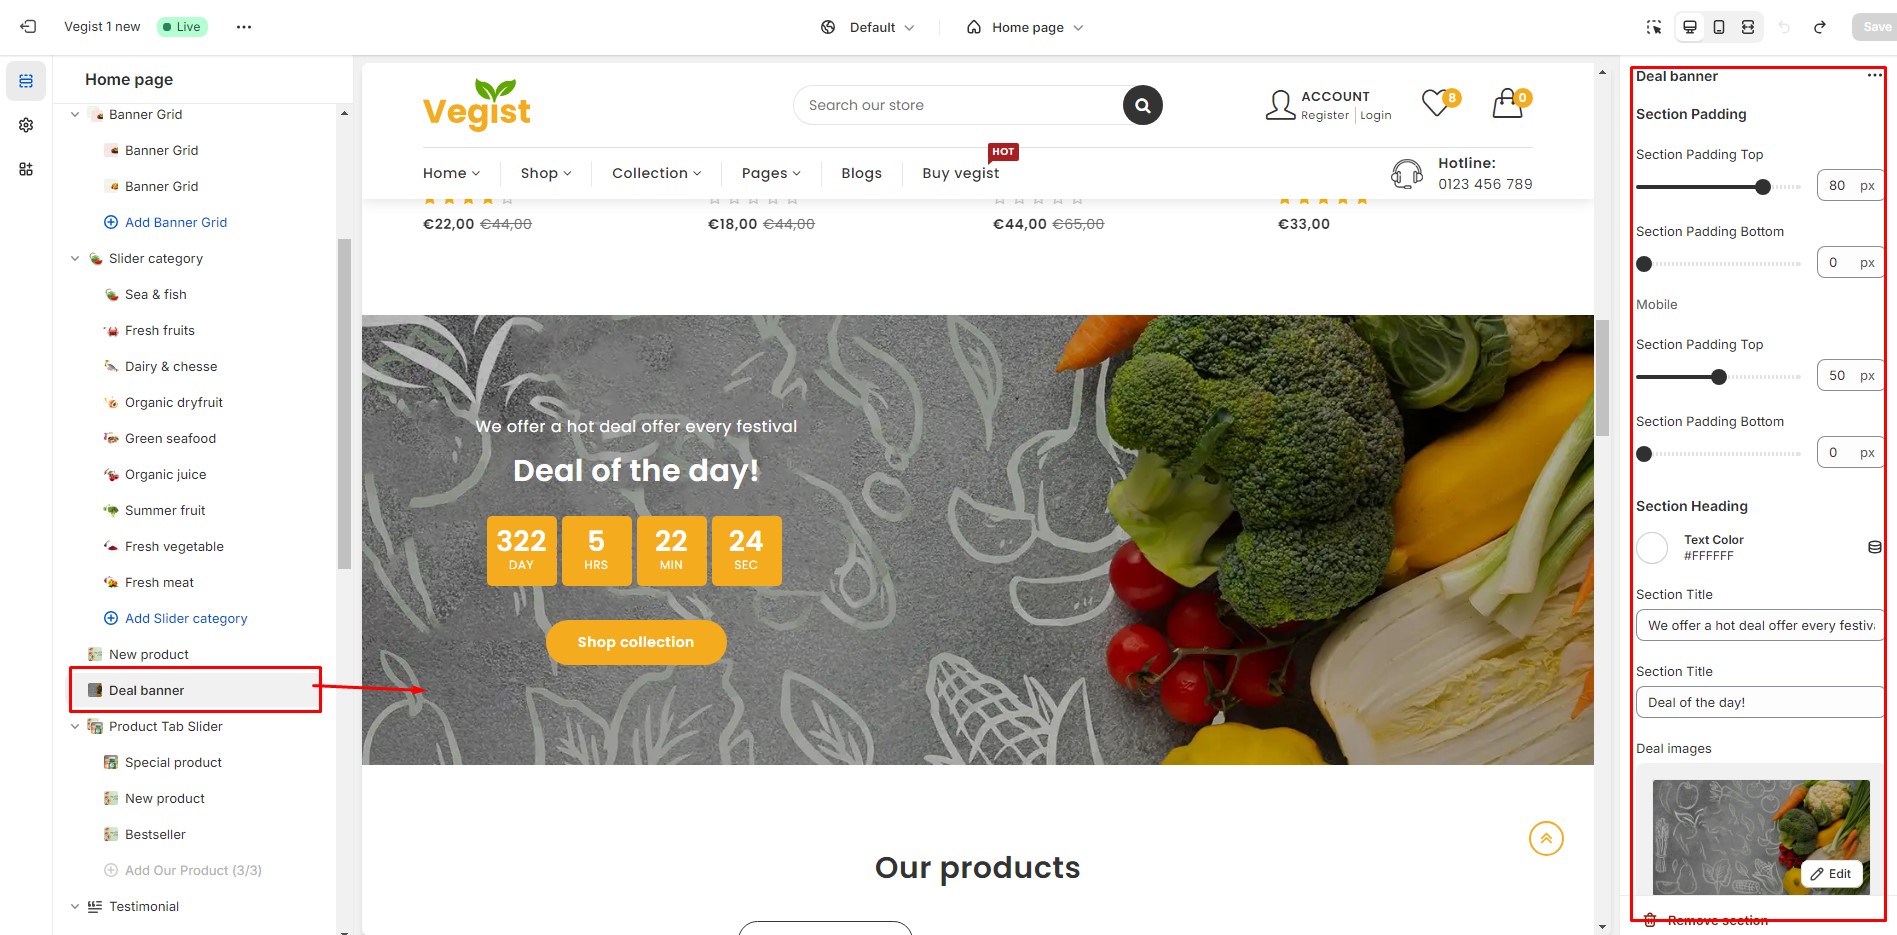 Vegist 1 new
Live
Default
Home page
Save
Home page
Banner Grid
Banner Grid
Banner Grid
Add Banner Grid
Slider category
Sea & fish
Fresh fruits
Dairy & chesse
Organic dryfruit
Green seafood
Organic juice
Summer fruit
Fresh vegetable
Fresh meat
Add Slider category
New product
Deal banner
Product Tab Slider
Special product
New product
Bestseller
Add Our Product (3/3)
Testimonial
Vegist
Search our store
ACCOUNT
Register Login
8
0
HOT
Home Shop Collection Pages Blogs Buy vegist
Hotline:
0123 456 789
€22,00 €44,00 €18,00 €44,00 €44,00 €65,00 €33,00
We offer a hot deal offer every festival
Deal of the day!
322 5 22 24
DAY HRS MIN SEC
Shop collection
Our products
Deal banner
Section Padding
Section Padding Top
80 px
Section Padding Bottom
0 px
Mobile
Section Padding Top
50 px
Section Padding Bottom
0 px
Section Heading
Text Color
#FFFFFF
Section Title
We offer a hot deal offer every festiv
Section Title
Deal of the day!
Deal images
Edit
Remove section